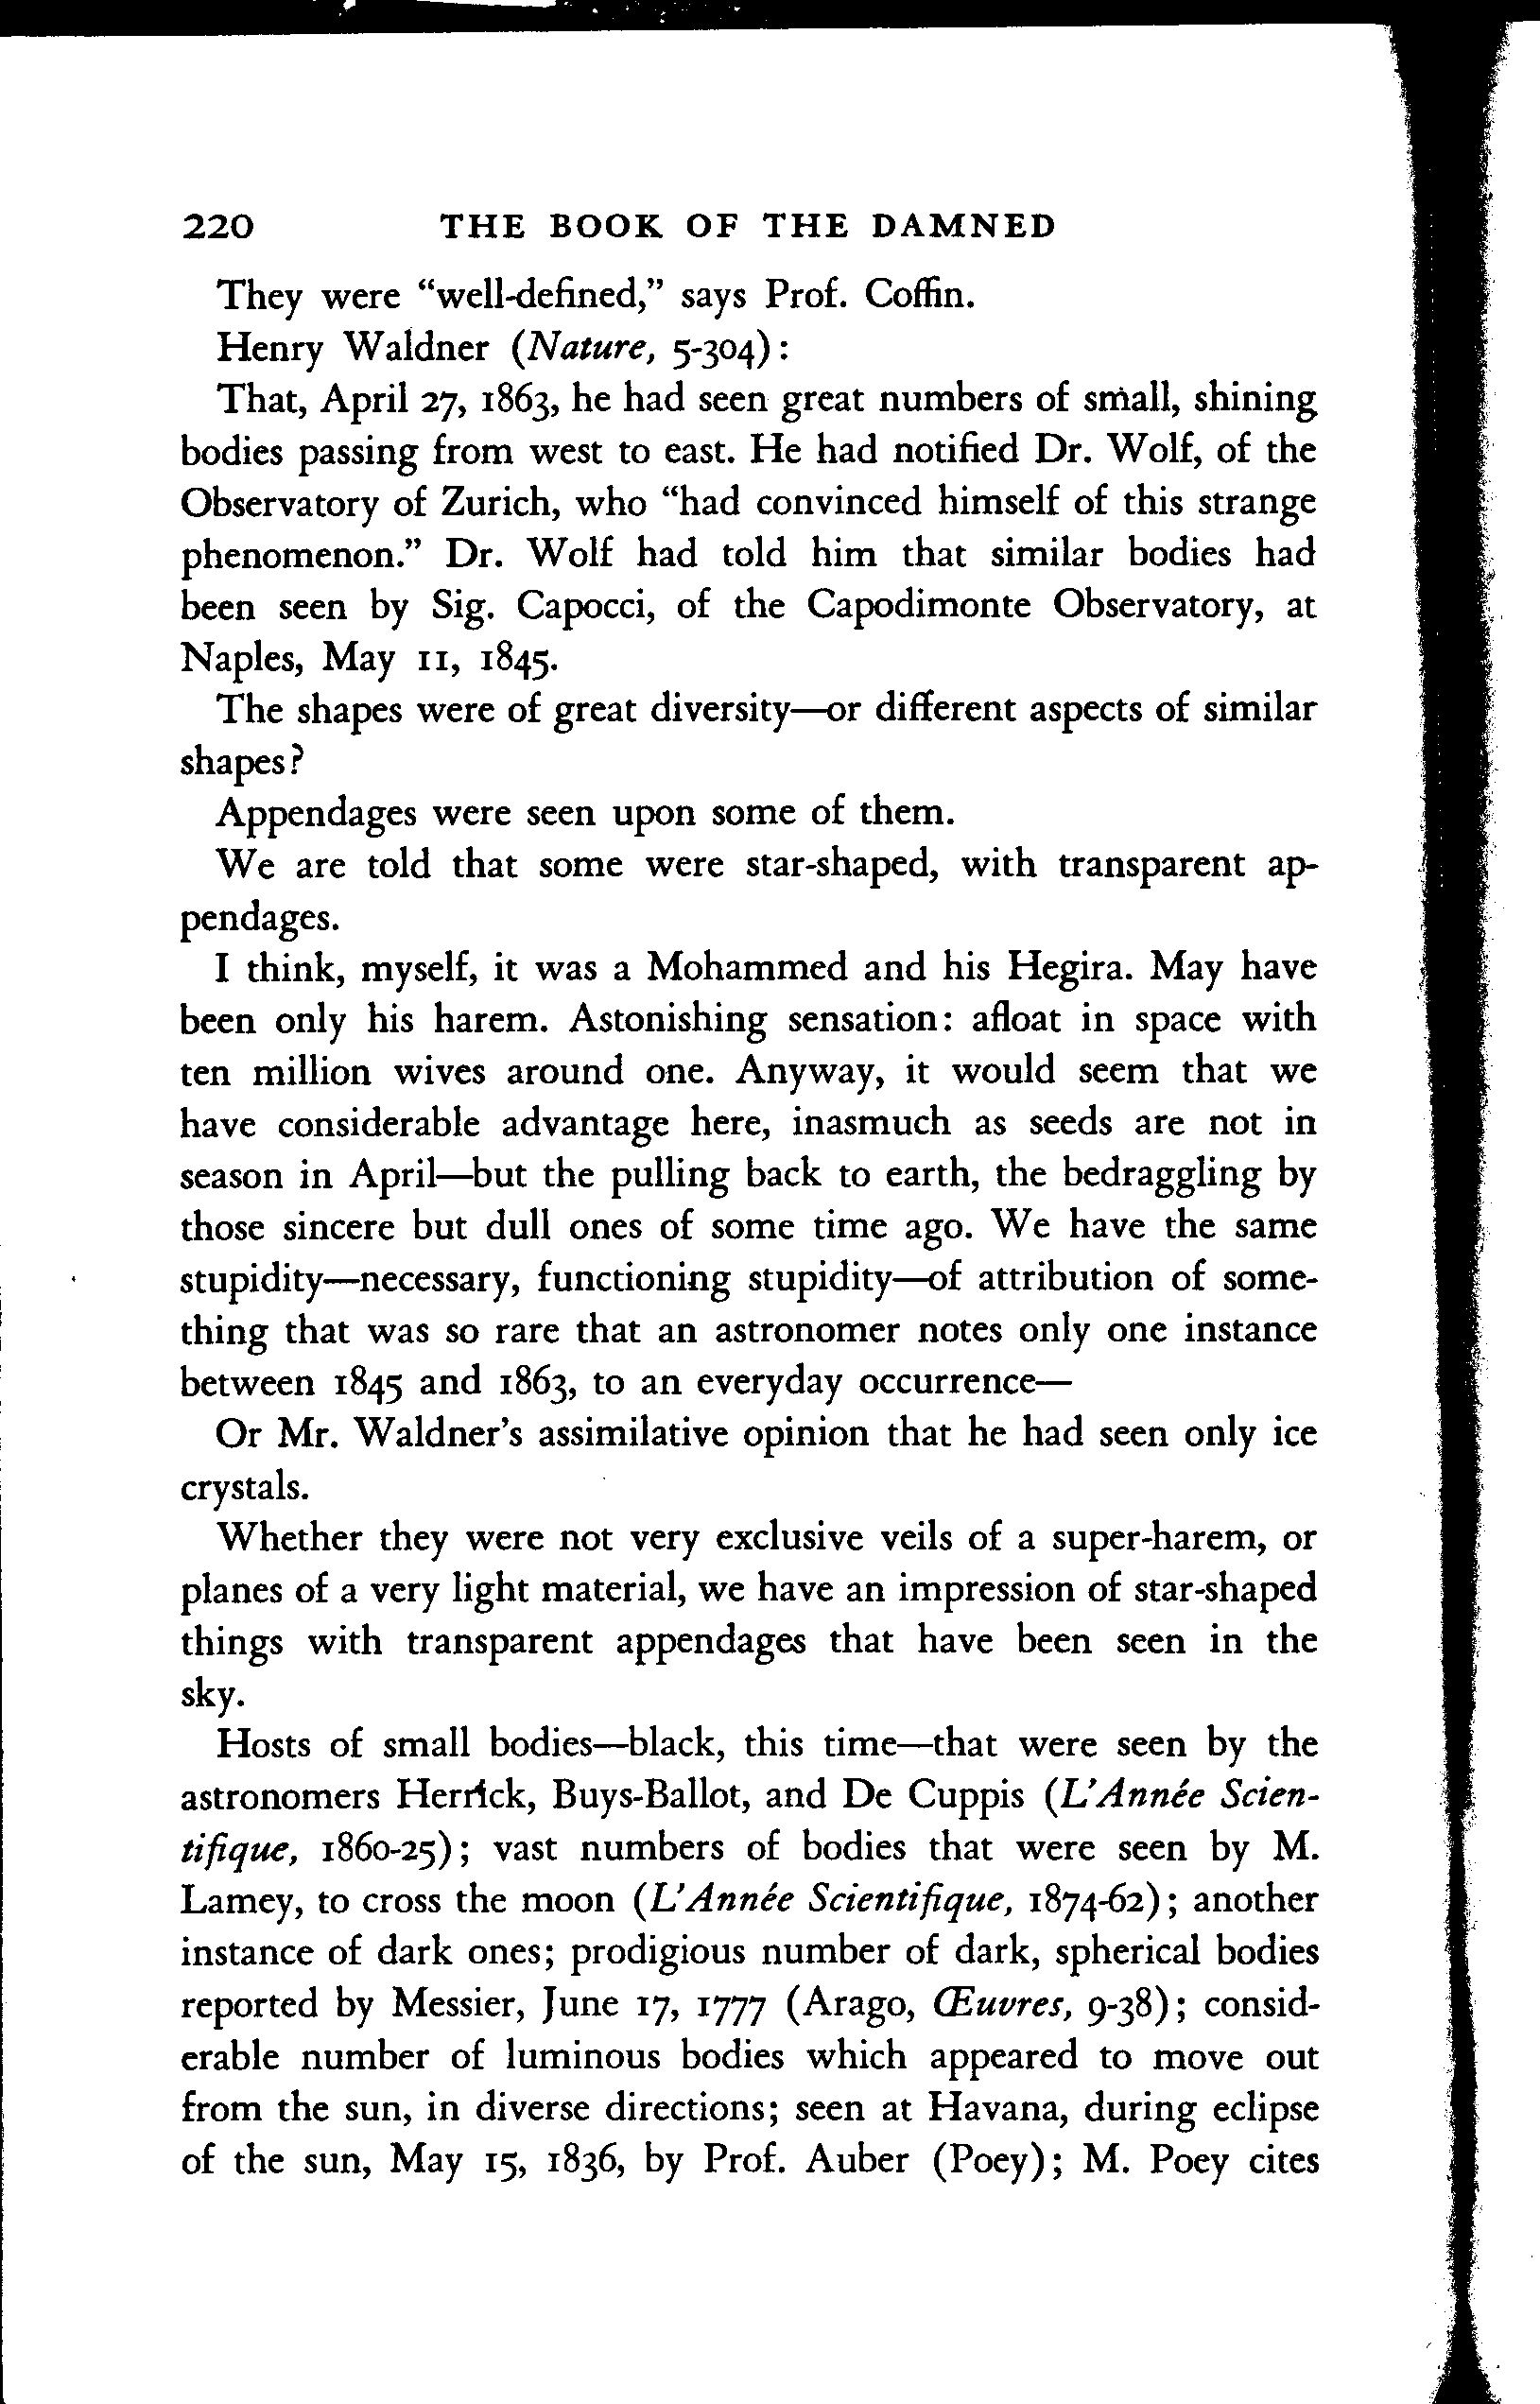 220 THE BOOK OF THE DAMNED
They were “well-defined,” says Prof. Coffin.
Henry Waldner (Nature, 5-304):
That, April 27, 1863, he had seen great numbers of small, shining
bodies passing from west to east. He had notified Dr. Wolf, of the
Observatory of Zurich, who “had convinced himself of this strange
phenomenon.” Dr. Wolf had told him that similar bodies had
been seen by Sig. Capocci, of the Capodimonte Observatory, at
Naples, May 11, 1845.
The shapes were of great diversity—or different aspects of similar
shapes?
Appendages were seen upon some of them.
We are told that some were star-shaped, with transparent ap-
pendages.
I think, myself, it was a Mohammed and his Hegira. May have
been only his harem. Astonishing sensation: afloat in space with
ten million wives around one. Anyway, it would seem that we
have considerable advantage here, inasmuch as seeds are not in
season in April—but the pulling back to earth, the bedraggling by
those sincere but dull ones of some time ago. We have the same
stupidity—necessary, functioning stupidity—of attribution of some-
thing that was so rare that an astronomer notes only one instance
between 1845 and 1863, to an everyday occurrence—
Or Mr. Waldner's assimilative opinion that he had seen only ice
crystals.
Whether they were not very exclusive veils of a super-harem, or
planes of a very light material, we have an impression of star-shaped
things with transparent appendages that have been seen in the
sky.
Hosts of small bodies—black, this time—that were seen by the
astronomers Herrick, Buys-Ballot, and De Cuppis (L'Année Scien-
tifique, 1860-25); vast numbers of bodies that were seen by M.
Lamey, to cross the moon (L'Année Scientifique, 1874-62); another
instance of dark ones; prodigious number of dark, spherical bodies
reported by Messier, June 17, 1777 (Arago, Œuvres, 9-38); consid-
erable number of luminous bodies which appeared to move out
from the sun, in diverse directions; seen at Havana, during eclipse
of the sun, May 15, 1836, by Prof. Auber (Poey); M. Poey cites